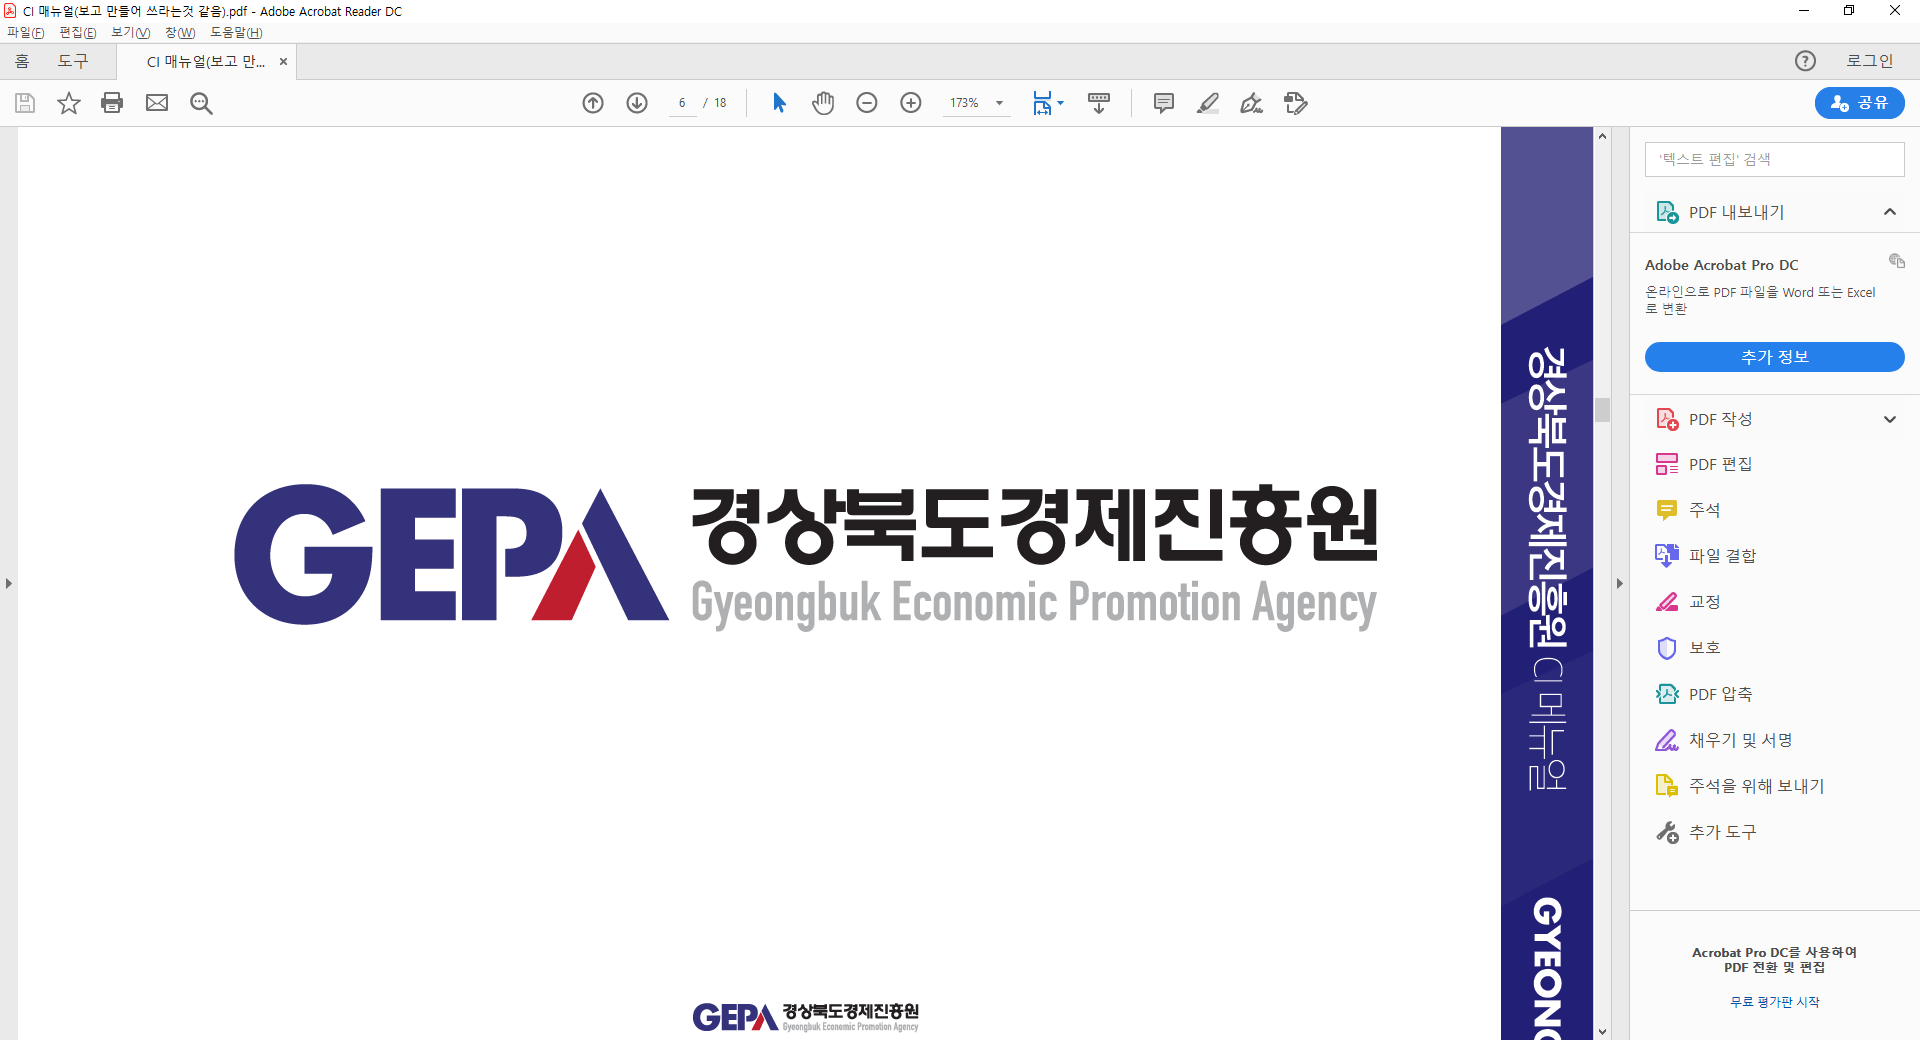 CI 매뉴얼(보고 만들어 쓰라는것 같음).pdf - Adobe Acrobat Reader DC
파일(F) 편집(E) 보기(V) 창(W) 도움말(H)
홈 도구 CI 매뉴얼(보고 만... × 로그인
6 / 18 173% 공유
'텍스트 편집' 검색
PDF 내보내기
Adobe Acrobat Pro DC
온라인으로 PDF 파일을 Word 또는 Excel
로 변환
추가 정보
PDF 작성
PDF 편집
주석
파일 결합
교정
보호
PDF 압축
채우기 및 서명
주석을 위해 보내기
추가 도구
Acrobat Pro DC를 사용하여
PDF 전환 및 편집
무료 평가판 시작
GEPA 경상북도경제진흥원
Gyeongbuk Economic Promotion Agency
경상북도경제진흥원 CI 메뉴얼
GYEONG
GEPA 경상북도경제진흥원
Gyeongbuk Economic Promotion Agency